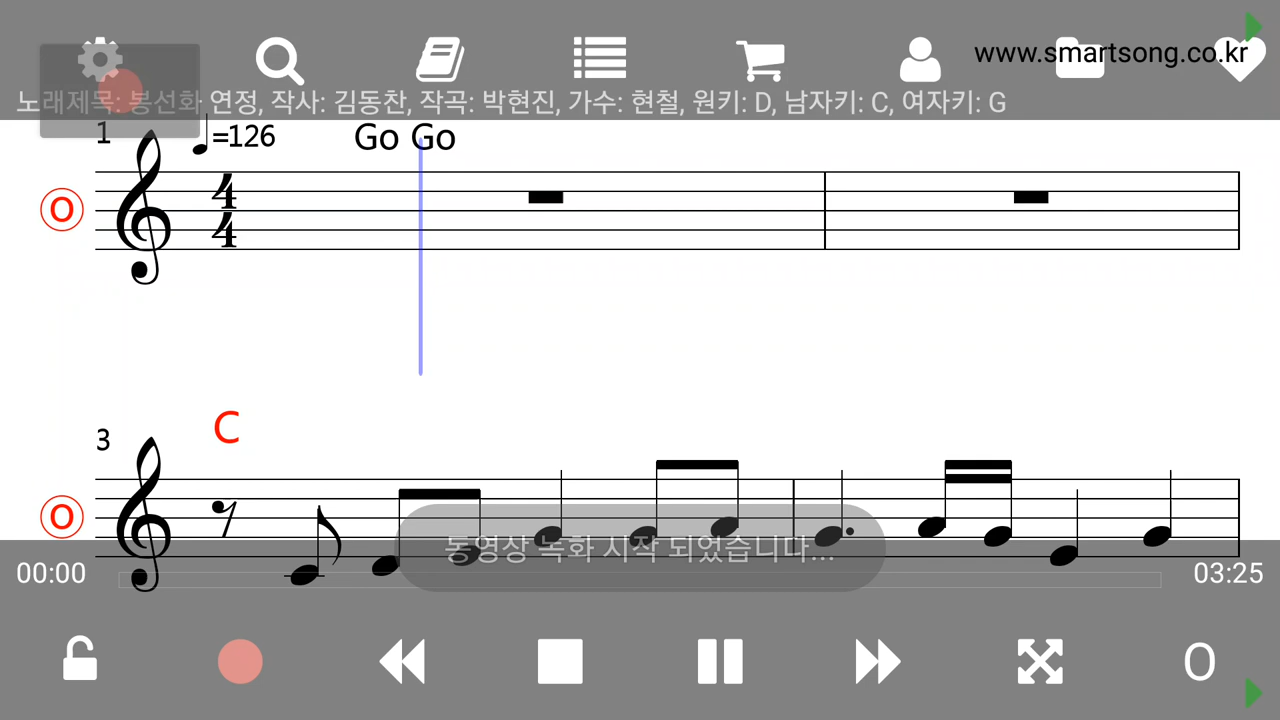 www.smartsong.co.kr
노래제목: 봉선화 연정, 작사: 김동찬, 작곡: 박현진, 가수: 현철, 원키: D, 남자키: C, 여자키: G
1 =126 Go Go
4
4
O
C
3
O
동영상 녹화 시작 되었습니다...
00:00 03:25
O